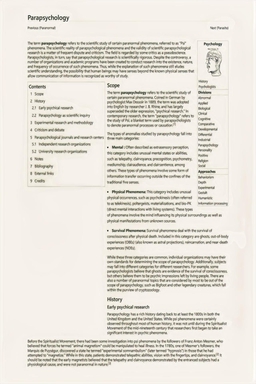 Parapsychology
Previous (Paranormal)
Next (Parazoa)
The term parapsychology refers to the scientific study of certain paranormal phenomena, referred to as "Psi"
phenomena. The scientific reality of parapsychological phenomena and the validity of scientific parapsychological
research is a matter of frequent dispute and criticism. The field is regarded by some critics as a pseudoscience.
Parapsychologists, in turn, say that parapsychological research is scientifically rigorous. Despite the controversy, a
number of organizations and academic programs have been created to conduct research into the existence, nature,
and frequency of occurrence of such phenomena. Thus, while the explanation of such phenomena still eludes
scientific understanding, the possibility that human beings may have senses beyond the known physical senses that
allow communication of information is recognized as worthy of study.
Psychology
History
Psychologists
Divisions
Abnormal
Applied
Biological
Clinical
Cognitive
Comparative
Developmental
Differential
Industrial
Parapsychology
Personality
Positive
Religion
Social
Approaches
Behaviorism
Depth
Experimental
Gestalt
Humanistic
Information processing
Contents
1 Scope
2 History
2.1 Early psychical research
2.2 Parapsychology as scientific inquiry
3 Experimental research and methodology
4 Criticism and debate
5 Parapsychological journals and research centers
5.1 Independent research organizations
5.2 University research organizations
6 Notes
7 Bibliography
8 External links
9 Credits
Scope
The term parapsychology refers to the scientific study of
certain paranormal phenomena. Coined in German by
psychologist Max Dessoir in 1889, the term was adopted
into English by researcher J. B. Rhine, and has largely
superseded the older expression, "psychical research." In
contemporary research, the term "parapsychology" refers to
the study of
The types of anomalies studied by parapsychology fall into
three main categories:
• Mental: Often described as extrasensory perception,
this category includes unusual mental states or abilities,
such as telepathy, clairvoyance, precognition, psychometry,
mediumship, clairaudience, and clairsentience, among
others. These types of phenomena involve some form of
information transfer occurring outside the confines of the
traditional five senses.
• Physical Phenomena: This category includes unusual
physical occurrences, such as psychokinesis (often referred
to as telekinesis), poltergeists, materializations, and bio-PK
(direct mental interactions with living systems). These types
of phenomena involve the mind influencing its physical surroundings as well as
physical manifestations from unknown sources.
• Survival Phenomena: Survival phenomena deal with the survival of
consciousness after physical death. Included in this category are ghosts, out-of-body
experiences (OBEs) (also known as astral projections), reincarnation, and near-death
experiences (NDEs).
While these three categories are common, individual organizations may have their
own standards for determining the scope of parapsychology. Additionally, subjects
may fall into different categories for different researchers. For example, some
parapsychologists believe that ghosts are evidence of the survival of consciousness,
but others believe them to be psychic impressions left by living people. There are
also a number of paranormal topics that are considered by most to be out of the
scope of parapsychology, such as Bigfoot and other legendary creatures, which fall
within the purview of cryptozoology.
History
Early psychical research
Parapsychology has a rich history dating back to at least the 1800s, in both the
United Kingdom and the United States. While psi phenomena were certainly
observed throughout most of human history, it was not until during the Spiritualist
Movement of the mid-nineteenth century that researchers first began to take on
significant interest in psychic phenomena.
Before the Spiritualist Movement, there had been some investigations into psi phenomena by the followers of Franz Anton Mesmer, who
believed that forces he termed "animal magnetism" could be manipulated to heal illness. In the 1780s, one of Mesmer's followers, the
Marquis de Puységur, discovered a state he termed "experimental somnambulism" (later termed "hypnosis") in those that he had
attempted to "magnetize." While in this state, patients demonstrated telepathic abilities, vision with the fingertips, and clairvoyance. It
should be noted that the early magnetists believed that the telepathy and clairvoyance demonstrated by the entranced subjects had a
physiological cause, and were not paranormal in nature.